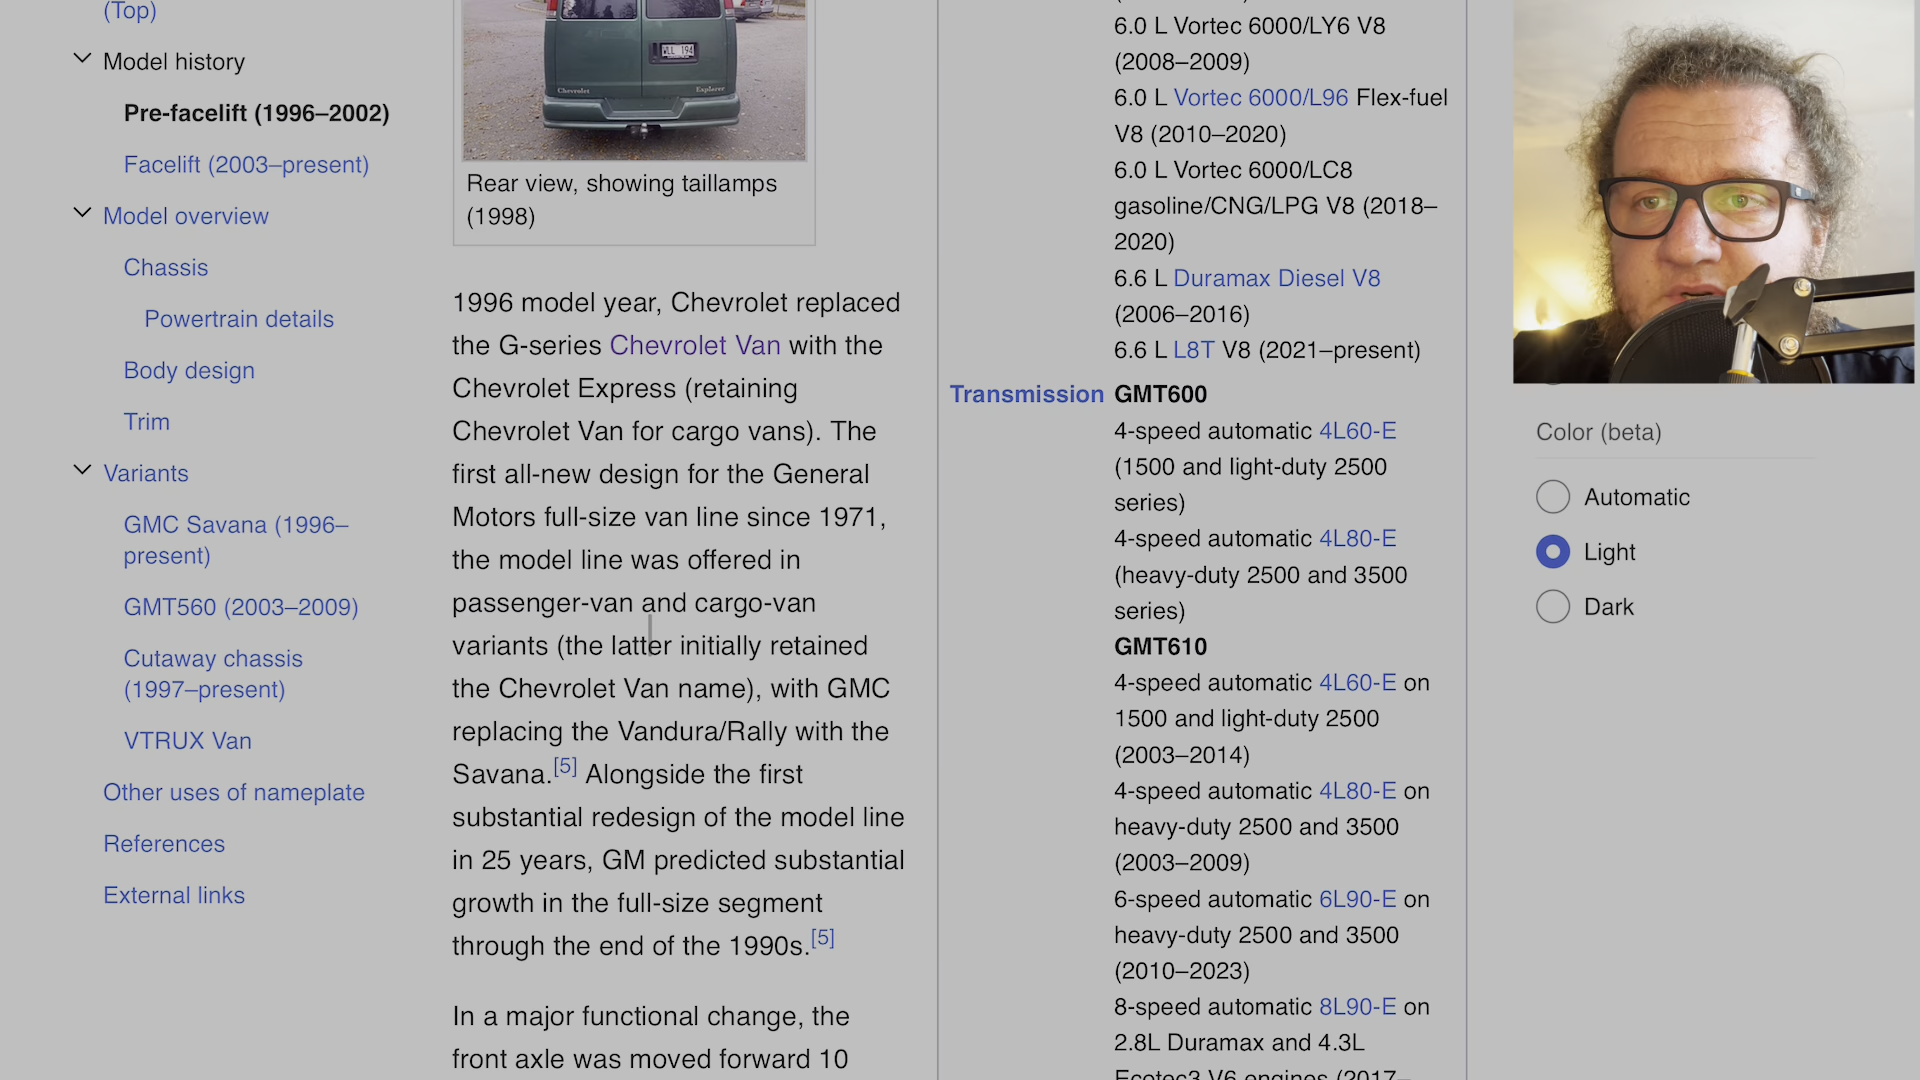 (Top)
Model history
Pre-facelift (1996–2002)
Facelift (2003–present)
Model overview
Chassis
Powertrain details
Body design
Trim
Variants
GMC Savana (1996–
present)
GMT560 (2003–2009)
Cutaway chassis
(1997–present)
VTRUX Van
Other uses of nameplate
References
External links
WLL 194
Chevrolet
Explorer
Rear view, showing taillamps
(1998)
1996 model year, Chevrolet replaced
the G-series Chevrolet Van with the
Chevrolet Express (retaining
Chevrolet Van for cargo vans). The
first all-new design for the General
Motors full-size van line since 1971,
the model line was offered in
passenger-van and cargo-van
variants (the latter initially retained
the Chevrolet Van name), with GMC
replacing the Vandura/Rally with the
Savana.[5] Alongside the first
substantial redesign of the model line
in 25 years, GM predicted substantial
growth in the full-size segment
through the end of the 1990s.[5]
In a major functional change, the
front axle was moved forward 10
6.0 L Vortec 6000/LY6 V8
(2008–2009)
6.0 L Vortec 6000/L96 Flex-fuel
V8 (2010–2020)
6.0 L Vortec 6000/LC8
gasoline/CNG/LPG V8 (2018–
2020)
6.6 L Duramax Diesel V8
(2006–2016)
6.6 L L8T V8 (2021–present)
Transmission GMT600
4-speed automatic 4L60-E
(1500 and light-duty 2500
series)
4-speed automatic 4L80-E
(heavy-duty 2500 and 3500
series)
GMT610
4-speed automatic 4L60-E on
1500 and light-duty 2500
(2003–2014)
4-speed automatic 4L80-E on
heavy-duty 2500 and 3500
(2003–2009)
6-speed automatic 6L90-E on
heavy-duty 2500 and 3500
(2010–2023)
8-speed automatic 8L90-E on
2.8L Duramax and 4.3L
Ecotec3 V6 engines (2017–
Color (beta)
Automatic
Light
Dark